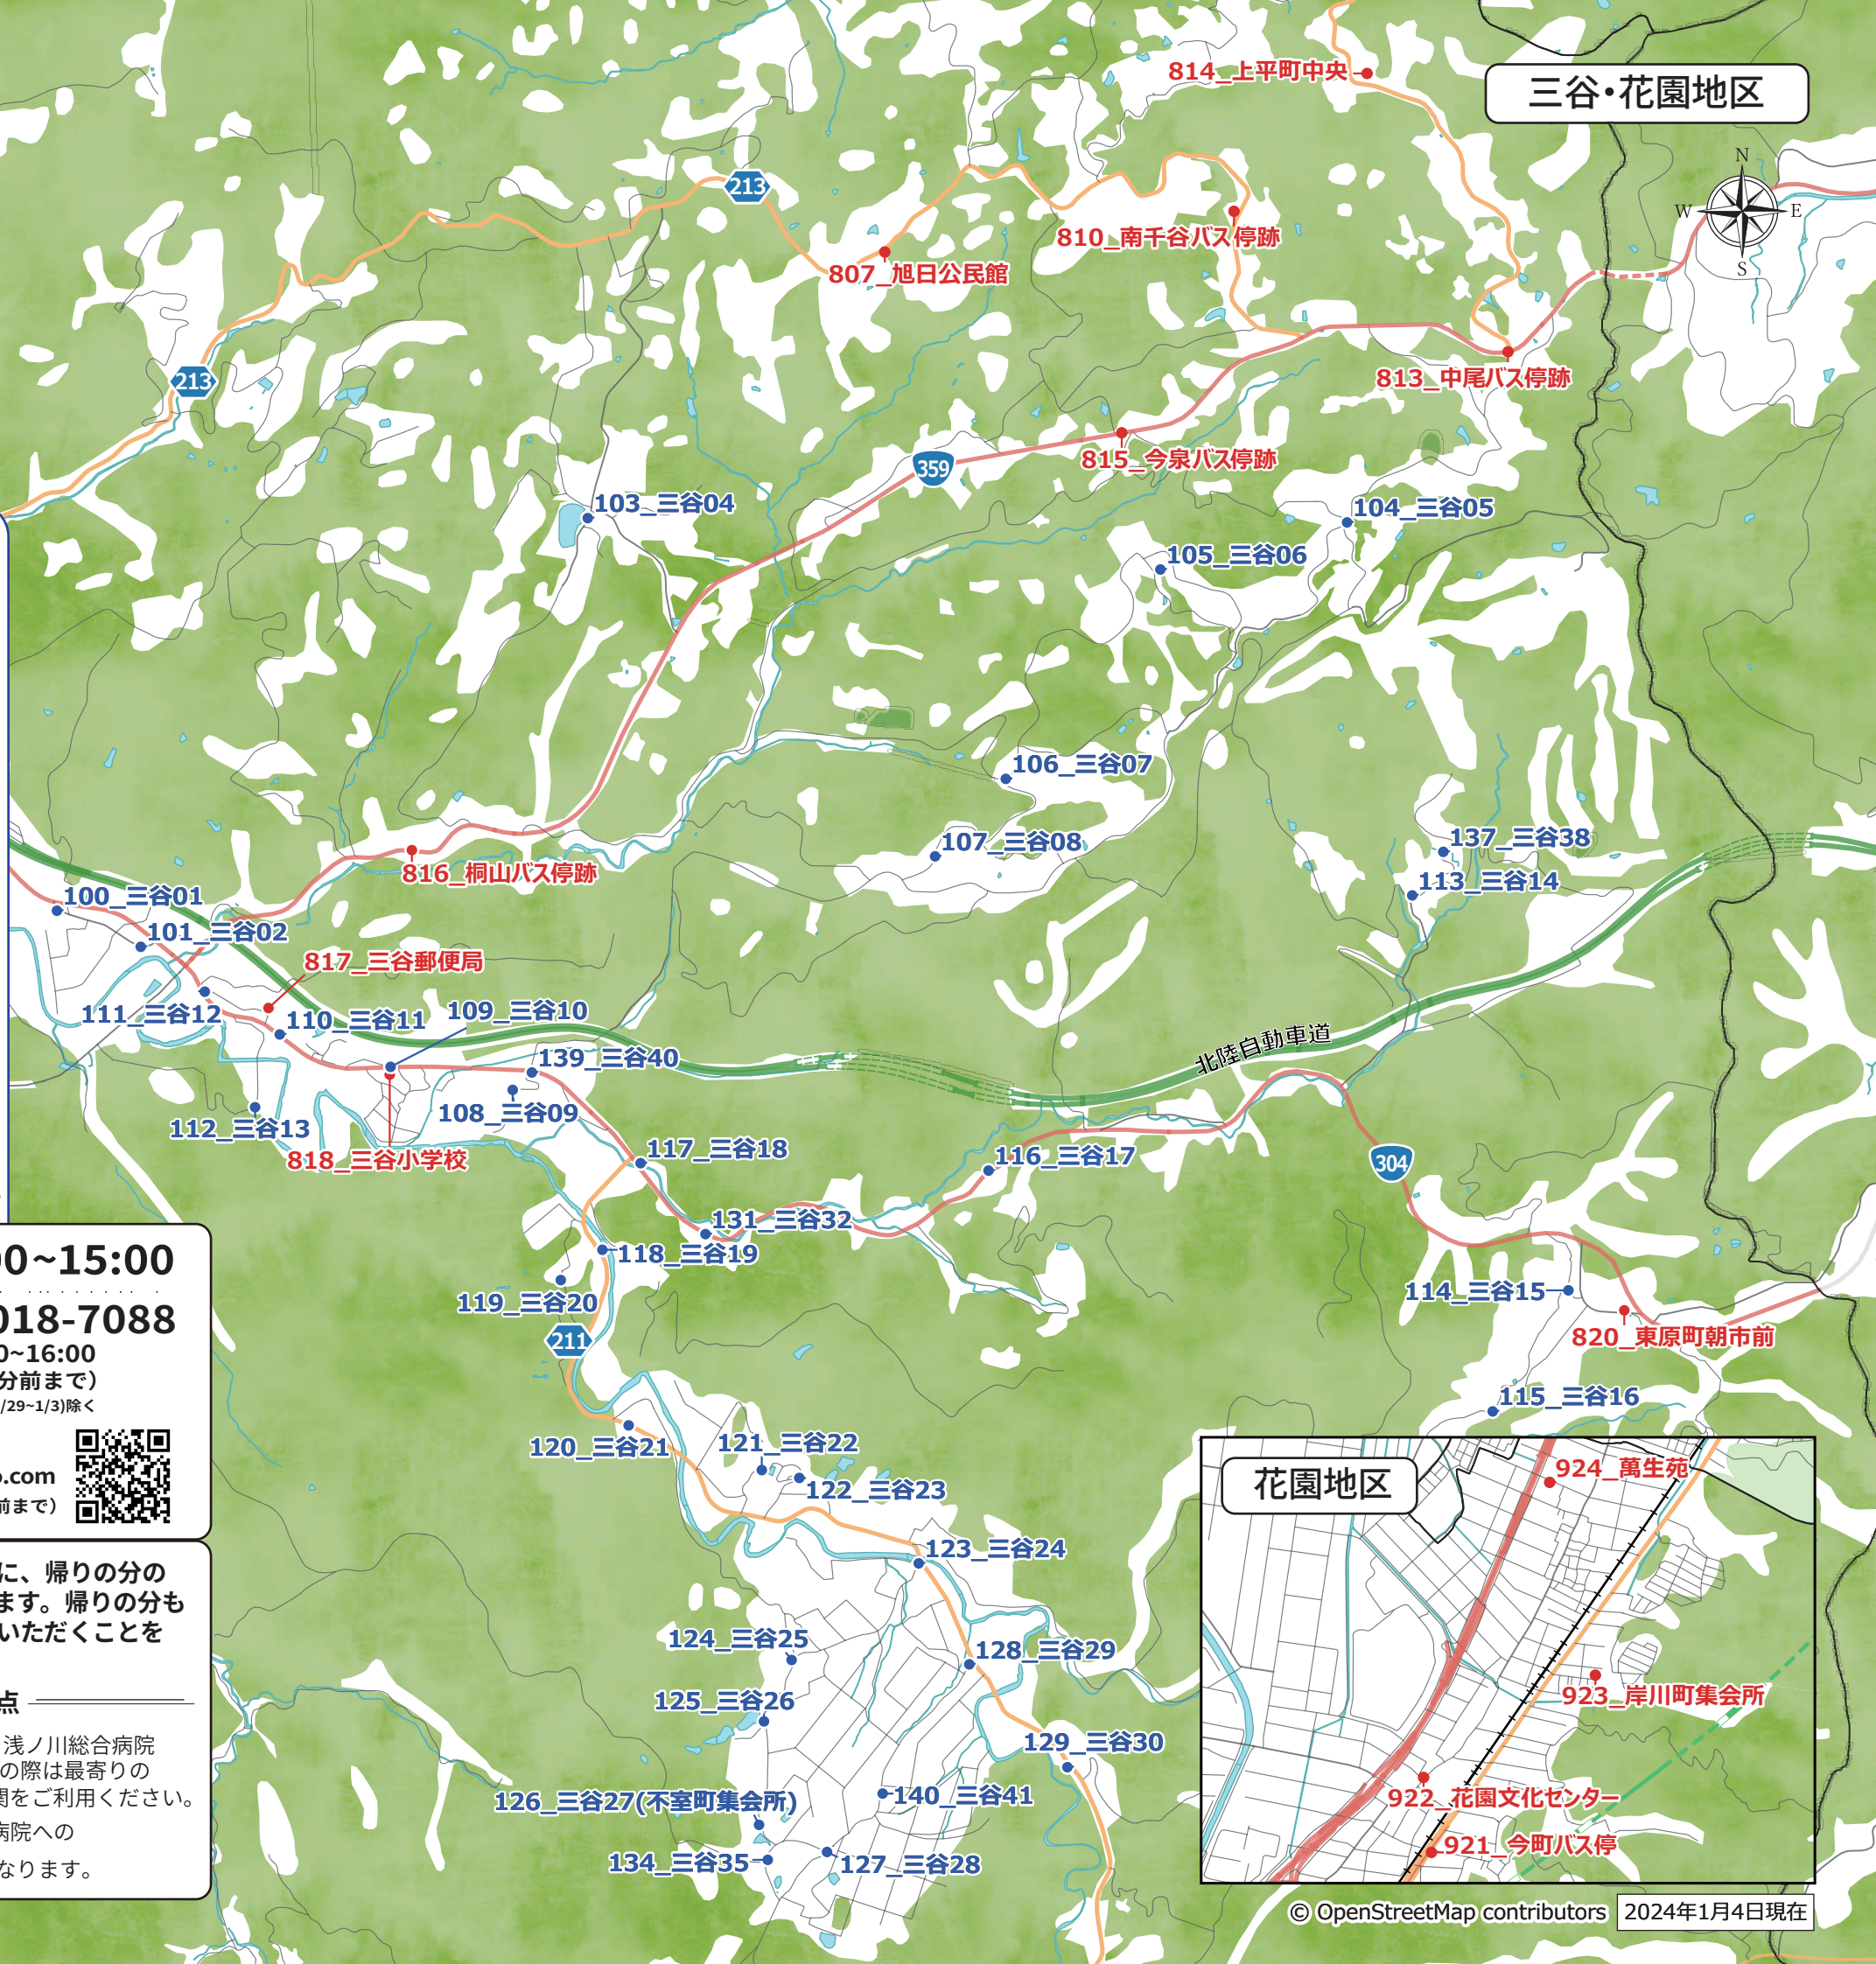 三谷・花園地区
N
W E
S
814_上平町中央
213
810_南千谷バス停跡
807_旭日公民館
213
813_中尾バス停跡
815_今泉バス停跡
359
103_三谷04
104_三谷05
105_三谷06
106_三谷07
107_三谷08
137_三谷38
113_三谷14
816_桐山バス停跡
100_三谷01
101_三谷02
817_三谷郵便局
111_三谷12
110_三谷11
109_三谷10
139_三谷40
北陸自動車道
108_三谷09
112_三谷13
818_三谷小学校
117_三谷18
116_三谷17
304
131_三谷32
118_三谷19
119_三谷20
211
114_三谷15
820_東原町朝市前
115_三谷16
120_三谷21
121_三谷22
122_三谷23
123_三谷24
124_三谷25
128_三谷29
125_三谷26
129_三谷30
126_三谷27(不室町集会所)
140_三谷41
134_三谷35
127_三谷28
00~15:00
018-7088
0~16:00
分前まで)
/29~1/3)除く
.com
前まで)
に、帰りの分の
ます。帰りの分も
いただくことを
点
浅ノ川総合病院
の際は最寄りの
関をご利用ください。
病院への
なります。
花園地区
924_萬生苑
923_岸川町集会所
922_花園文化センター
921_今町バス停
© OpenStreetMap contributors
2024年1月4日現在